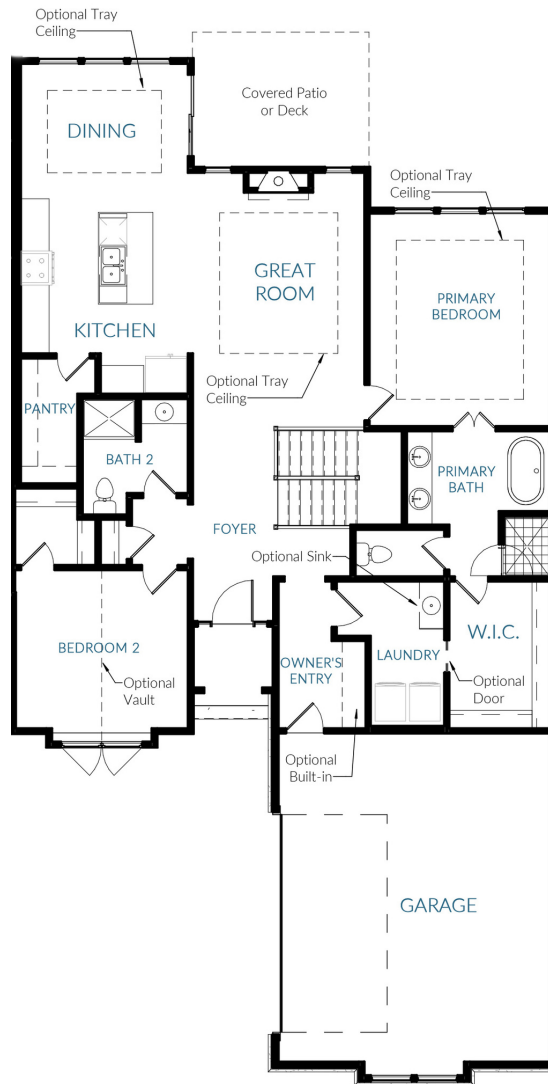 Optional Tray
Ceiling
Covered Patio
or Deck
DINING
Optional Tray
Ceiling
GREAT
ROOM
PRIMARY
BEDROOM
KITCHEN
Optional Tray
Ceiling
PANTRY
BATH 2
PRIMARY
BATH
FOYER
Optional Sink
W.I.C.
BEDROOM 2
OWNER'S
ENTRY
LAUNDRY
Optional
Vault
Optional
Door
Optional
Built-in
GARAGE